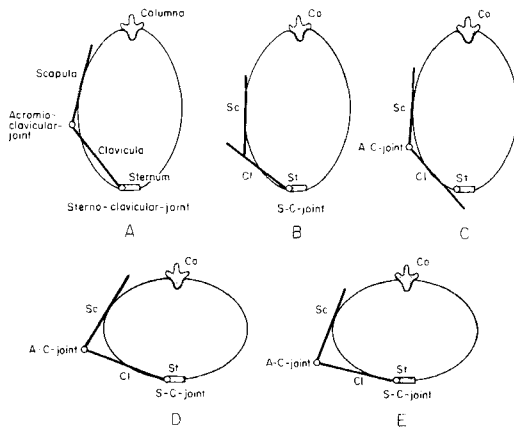 Columna
Scapula
Acromio-
clavicular-
joint
Clavicula
Sternum
Sterno-clavicular-joint
A
Co
Sc
Cl
St
S-C-joint
B
Co
Sc
A-C-joint
Cl
St
C
Co
Sc
A-C-joint
Cl
St
S-C-joint
D
Co
Sc
A-C-joint
Cl
St
S-C-joint
E